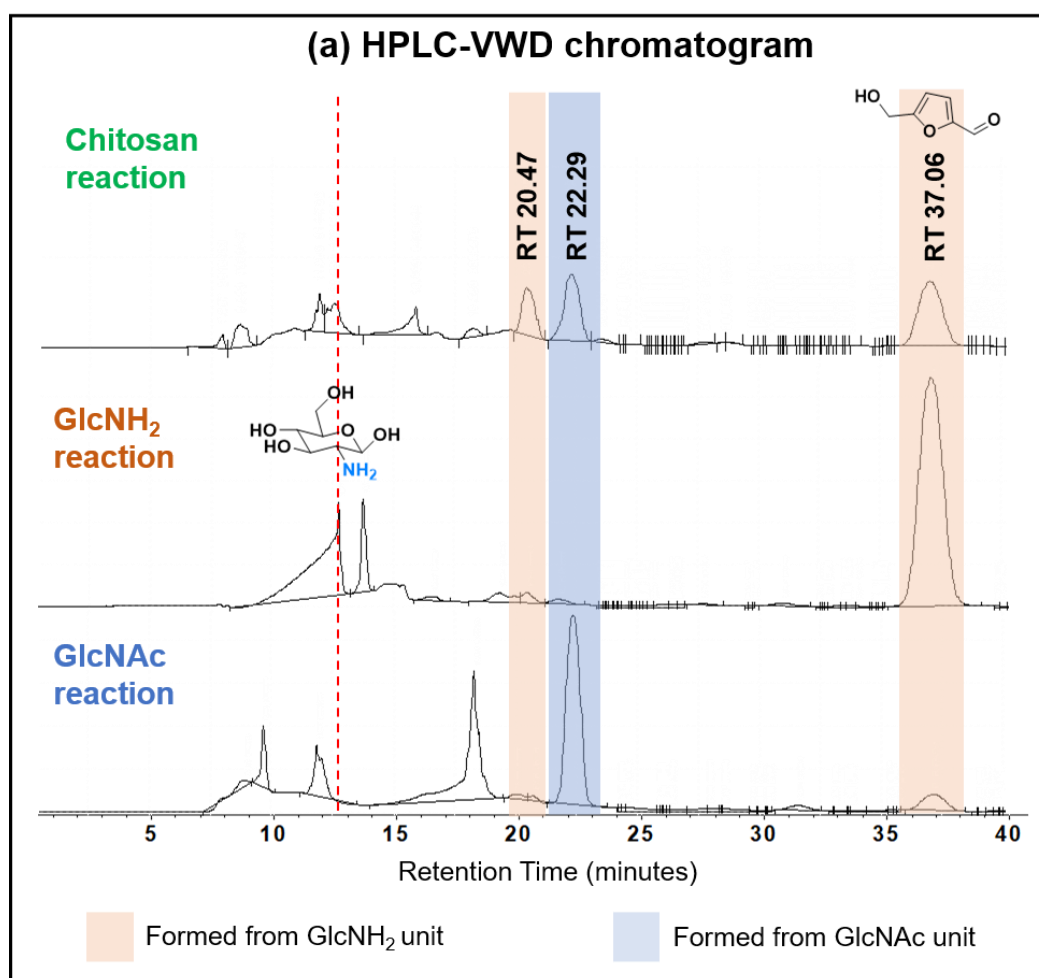 (a) HPLC-VWD chromatogram
HO
O
O
Chitosan
reaction
RT 20.47
RT 22.29
RT 37.06
GlcNH₂
reaction
OH
HO
O
OH
HO
NH₂
GlcNAc
reaction
5
10
15
20
25
30
35
40
Retention Time (minutes)
Formed from GlcNH₂ unit
Formed from GlcNAc unit